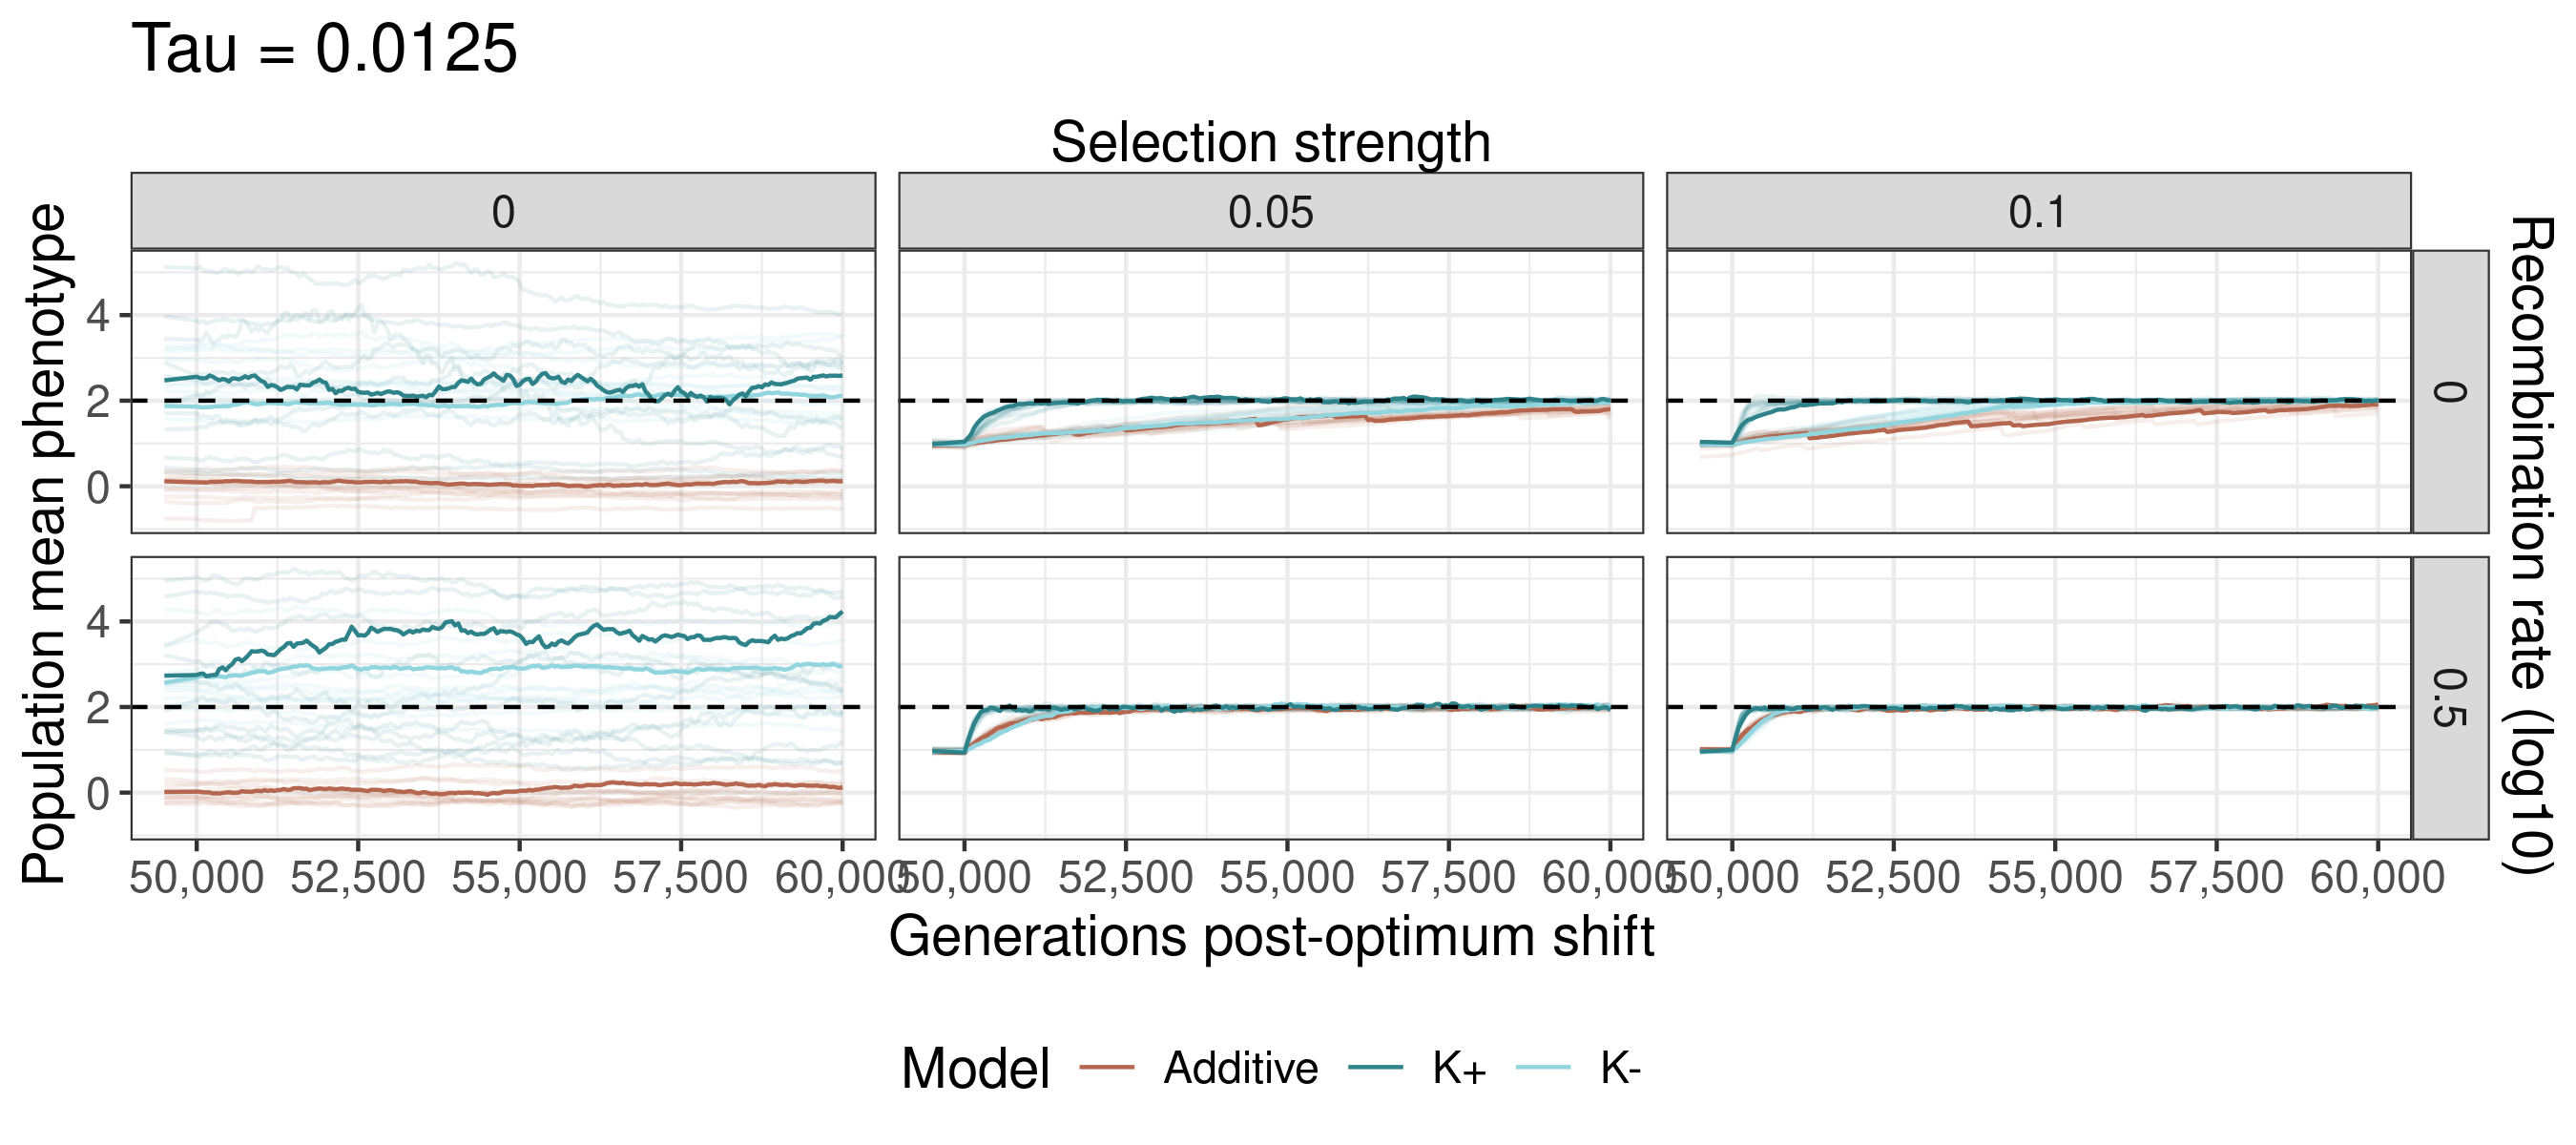 Tau = 0.0125
Selection strength
0
0.05
0.1
Population mean phenotype
4
2
0
0
4
2
0
0.5
Recombination rate (log10)
50,000 52,500 55,000 57,500 60,000 50,000 52,500 55,000 57,500 60,000 50,000 52,500 55,000 57,500 60,000
Generations post-optimum shift
Model Additive K+ K-